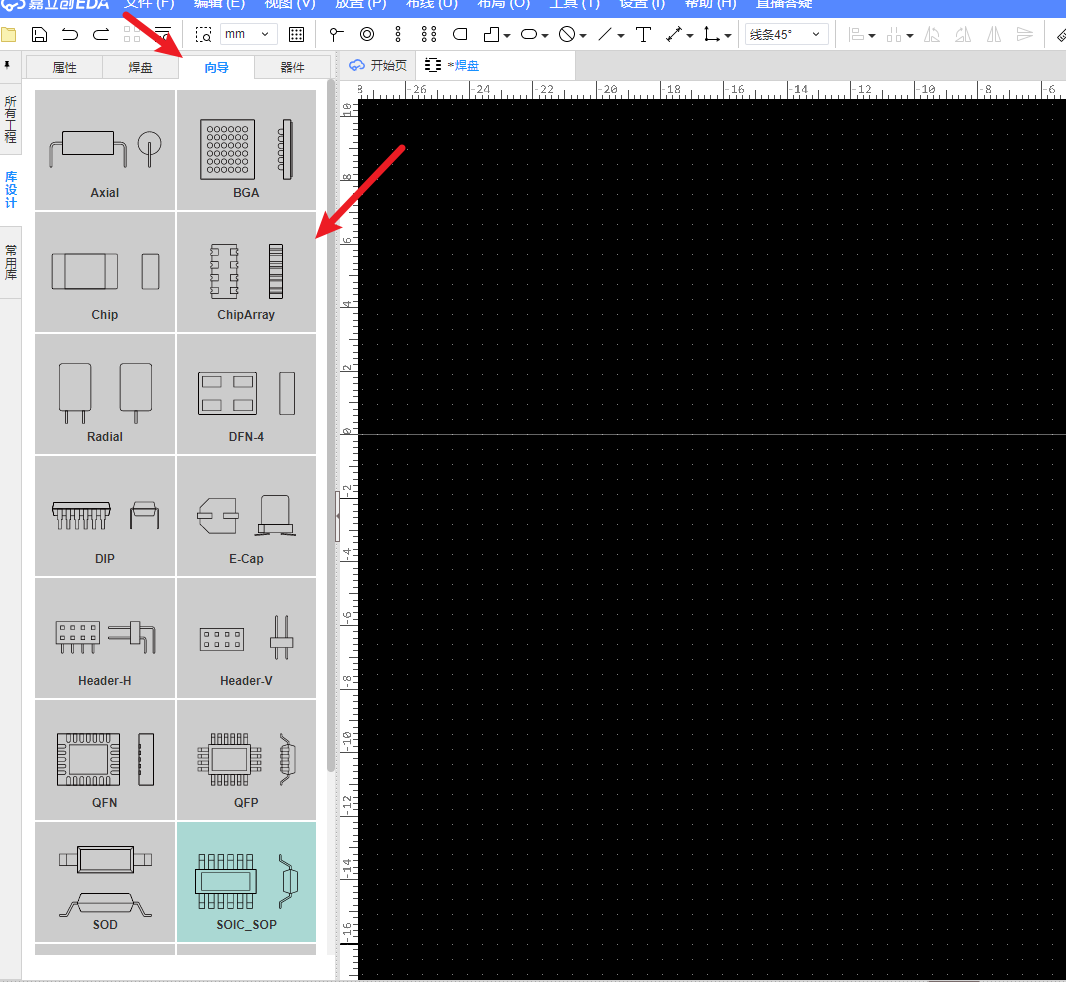 嘉立创EDA 文件 (F) 编辑 (E) 视图 (V) 放置 (P) 布线 (U) 布局 (O) 工具 (T) 设置 (I) 帮助 (H) 直播答疑
mm 线条45°
属性 焊盘 向导 器件 开始页 *焊盘
所有工程
库设计
常用库
-26 -24 -22 -20 -18 -16 -14 -12 -10 -8 -6
10
8
6
4
2
0
-2
-4
-6
-8
-10
-12
-14
-16
Axial BGA
Chip ChipArray
Radial DFN-4
DIP E-Cap
Header-H Header-V
QFN QFP
SOD SOIC_SOP